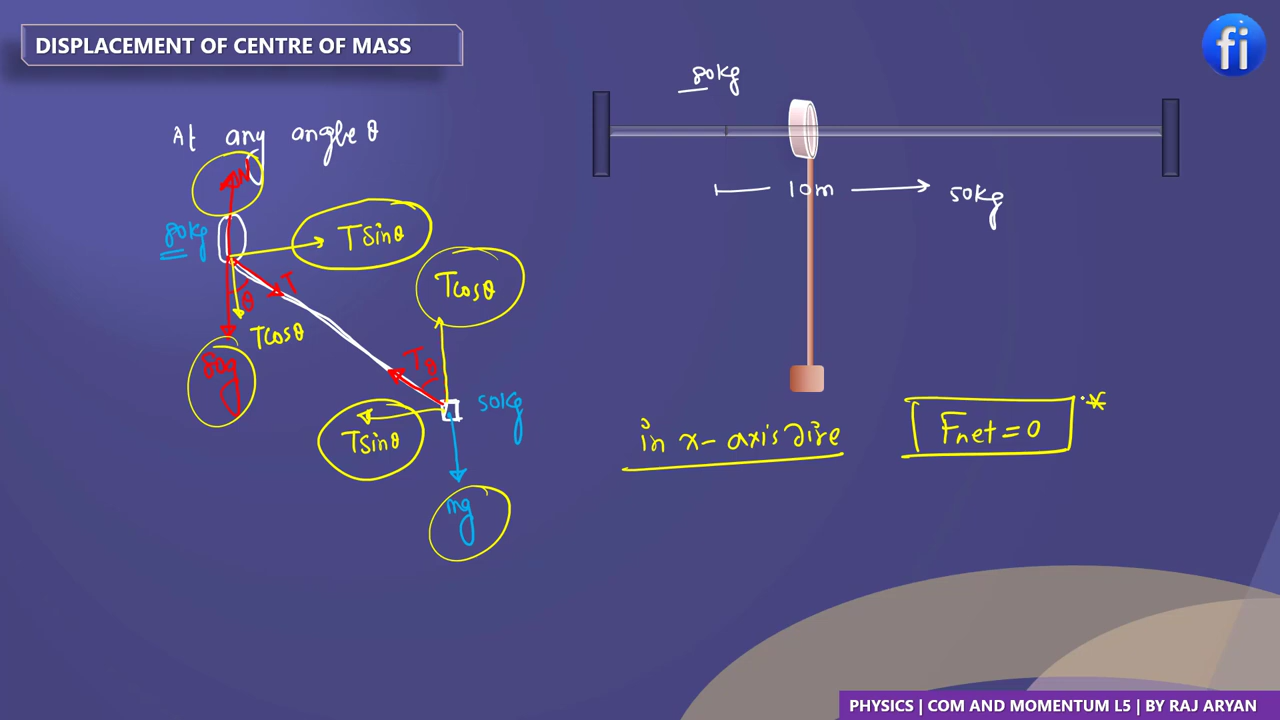 DISPLACEMENT OF CENTRE OF MASS
fi
At any angle θ
N
80kg
Tsinθ
Tcosθ
θ
T
Tcosθ
80g
T
θ
50kg
Tsinθ
mg
80kg
10m
50kg
in x-axis dire
Fnet = 0
PHYSICS | COM AND MOMENTUM L5 | BY RAJ ARYAN